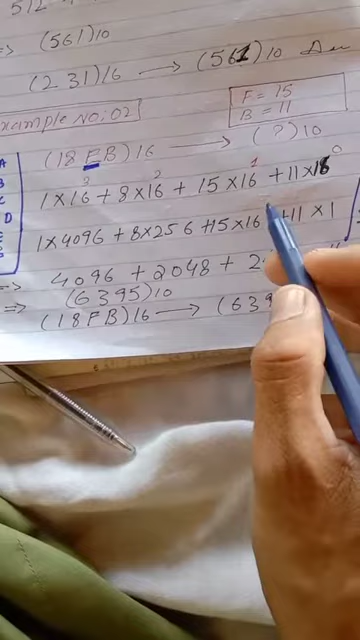 512
=> (561)10
(231)16 → (561)10 Ans
Example No:02
F = 15
B = 11
(18FB)16 → (?)10
1×16³ + 8×16² + 15×16¹ + 11×16⁰
1×4096 + 8×256 + 15×16 + 11×1
=> 4096 + 2048 + 2
=> (6395)10
(18FB)16 → (639
A
B
C
D
E